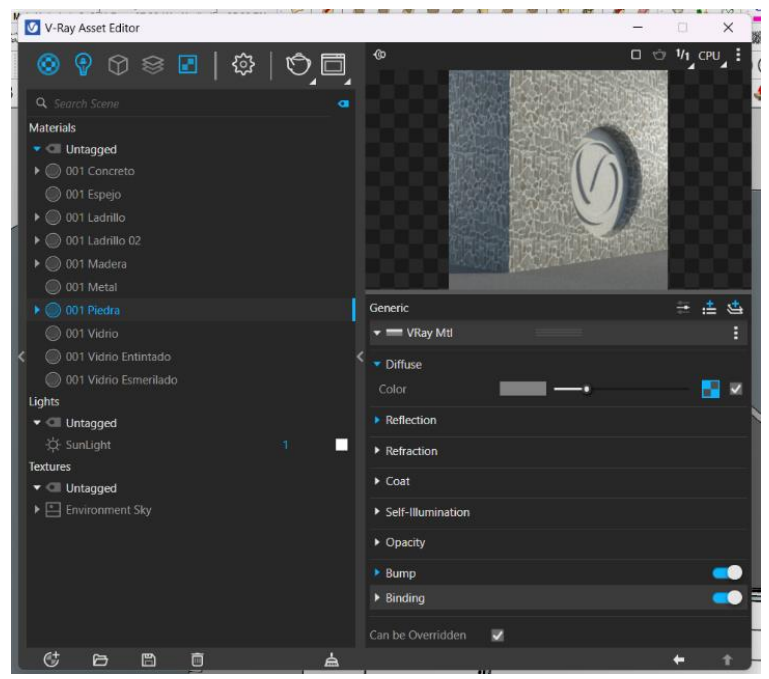 V-Ray Asset Editor
1/1 CPU
Search Scene
Materials
Untagged
001 Concreto
001 Espejo
001 Ladrillo
001 Ladrillo 02
001 Madera
001 Metal
001 Piedra
001 Vidrio
001 Vidrio Entintado
001 Vidrio Esmerilado
Lights
Untagged
SunLight 1
Textures
Untagged
Environment Sky
Generic
VRay Mtl
Diffuse
Color
Reflection
Refraction
Coat
Self-Illumination
Opacity
Bump
Binding
Can be Overridden